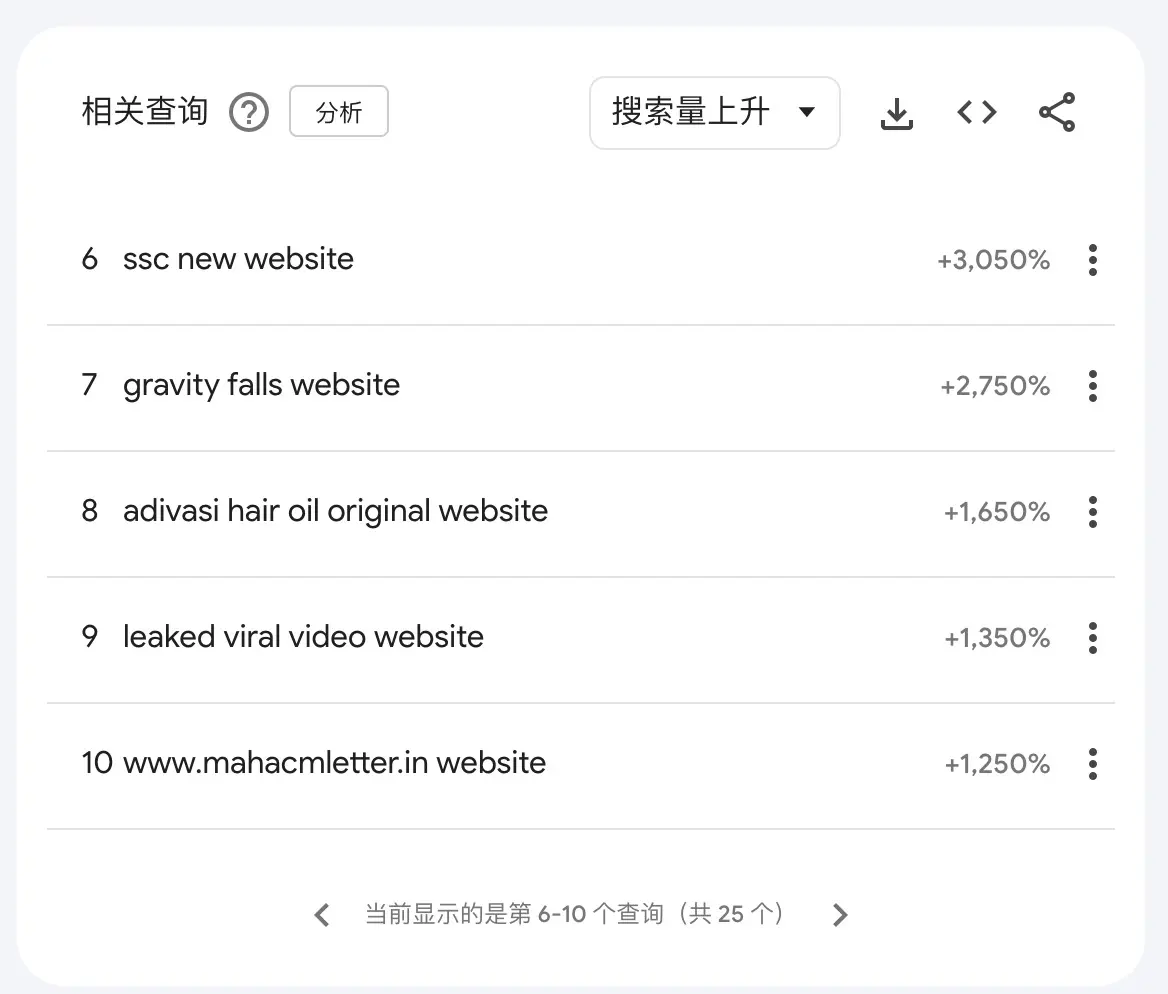 相关查询 分析 搜索量上升
6 ssc new website +3,050%
7 gravity falls website +2,750%
8 adivasi hair oil original website +1,650%
9 leaked viral video website +1,350%
10 www.mahacmletter.in website +1,250%
当前显示的是第 6-10 个查询（共 25 个）